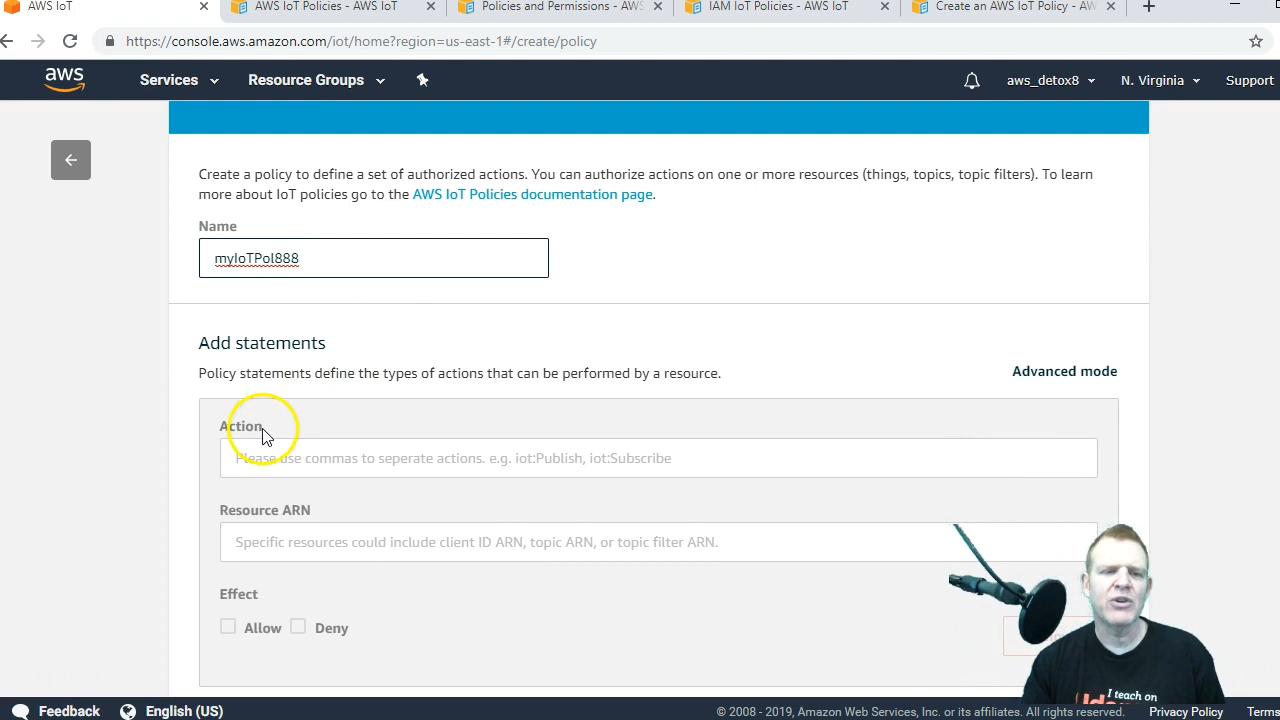 AWS IoT
AWS IoT Policies - AWS IoT
Policies and Permissions - AWS
IAM IoT Policies - AWS IoT
Create an AWS IoT Policy - AW
https://console.aws.amazon.com/iot/home?region=us-east-1#/create/policy
aws
Services
Resource Groups
aws_detox8
N. Virginia
Support
Create a policy to define a set of authorized actions. You can authorize actions on one or more resources (things, topics, topic filters). To learn
more about IoT policies go to the AWS IoT Policies documentation page.
Name
myIoTPol888
Add statements
Policy statements define the types of actions that can be performed by a resource.
Advanced mode
Action
Please use commas to seperate actions. e.g. iot:Publish, iot:Subscribe
Resource ARN
Specific resources could include client ID ARN, topic ARN, or topic filter ARN.
Effect
Allow
Deny
I teach on
Feedback
English (US)
© 2008 - 2019, Amazon Web Services, Inc. or its affiliates. All rights reserved.
Privacy Policy
Terms